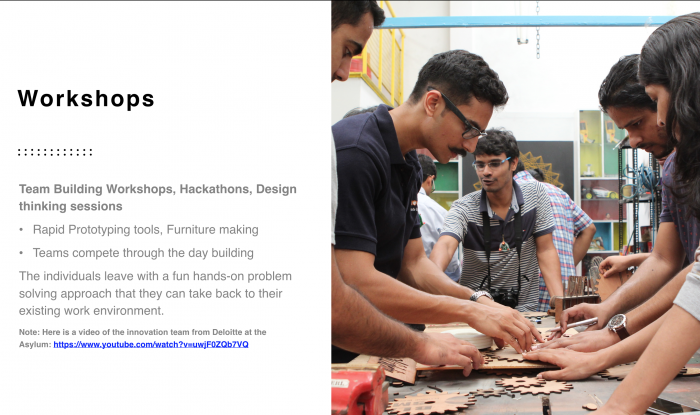 Workshops
Team Building Workshops, Hackathons, Design
thinking sessions
• Rapid Prototyping tools, Furniture making
• Teams compete through the day building
The individuals leave with a fun hands-on problem
solving approach that they can take back to their
existing work environment.
Note: Here is a video of the innovation team from Deloitte at the
Asylum: https://www.youtube.com/watch?v=uwjF0ZQb7VQ